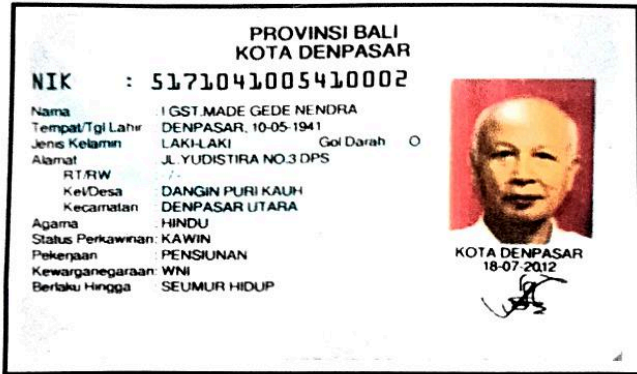 PROVINSI BALI
KOTA DENPASAR
NIK : 5171041005410002
Nama : I GST.MADE GEDE NENDRA
Tempat/Tgl Lahir : DENPASAR, 10-05-1941
Jenis Kelamin : LAKI-LAKI Gol Darah O
Alamat : JL.YUDISTIRA NO.3 DPS
RT/RW : - / -
Kel/Desa : DANGIN PURI KAUH
Kecamatan : DENPASAR UTARA
Agama : HINDU
Status Perkawinan: KAWIN
Pekerjaan : PENSIUNAN
Kewarganegaraan: WNI
Berlaku Hingga : SEUMUR HIDUP
KOTA DENPASAR
18-07-2012